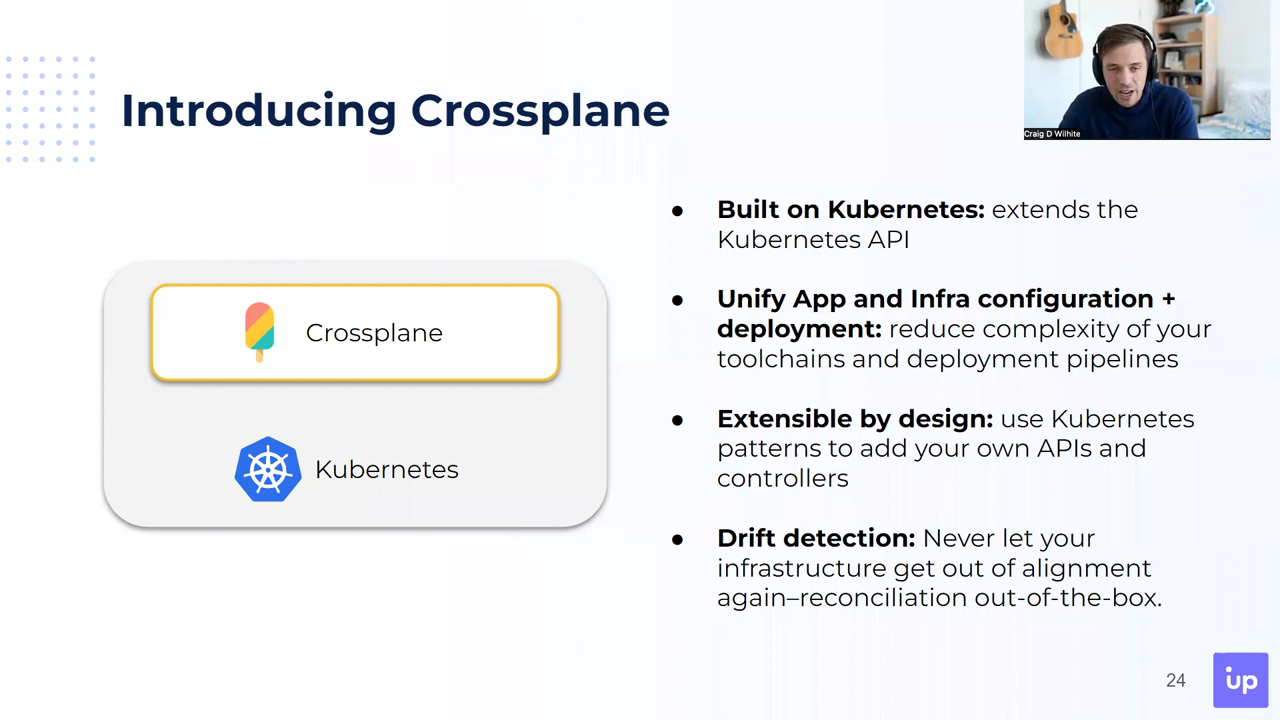 Introducing Crossplane
Craig D Wilhite
Crossplane
Kubernetes
● Built on Kubernetes: extends the
Kubernetes API
● Unify App and Infra configuration +
deployment: reduce complexity of your
toolchains and deployment pipelines
● Extensible by design: use Kubernetes
patterns to add your own APIs and
controllers
● Drift detection: Never let your
infrastructure get out of alignment
again–reconciliation out-of-the-box.
24
up